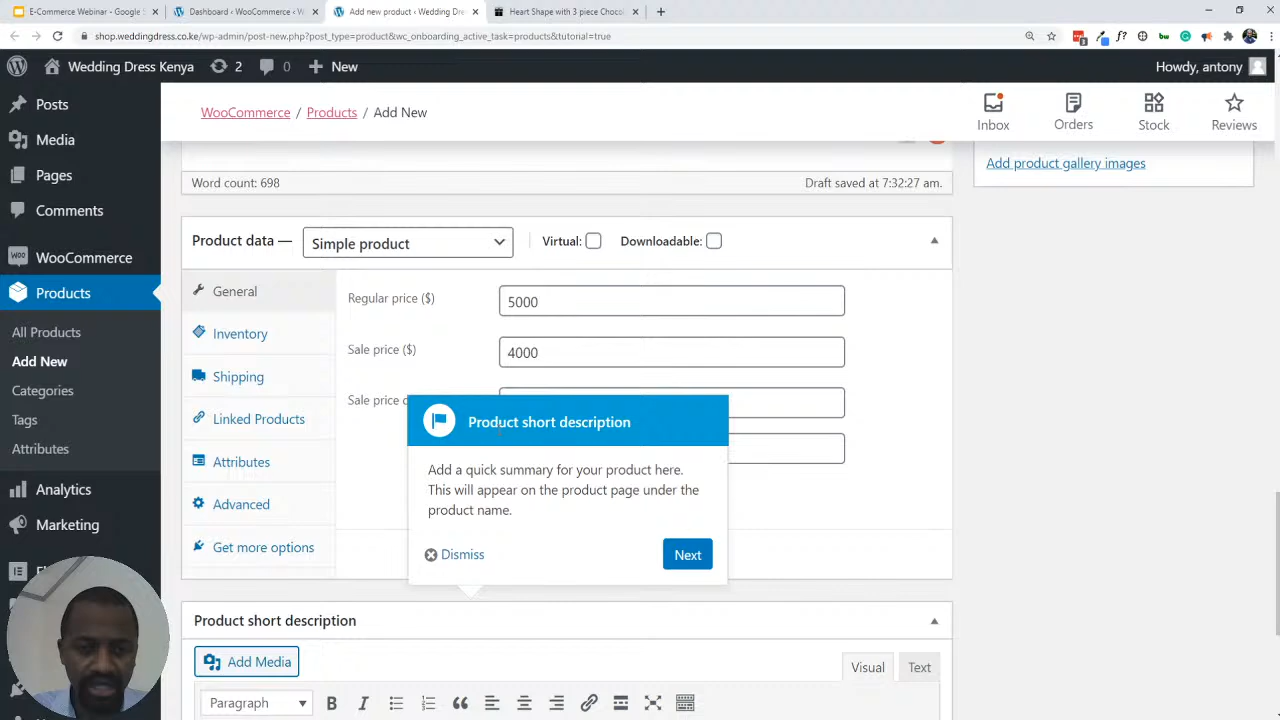 E-Commerce Webinar - Google S
Dashboard ‹ WooCommerce ‹ W
Add new product ‹ Wedding Dre
Heart Shape with 3 piece Chocol
shop.weddingdress.co.ke/wp-admin/post-new.php?post_type=product&wc_onboarding_active_task=products&tutorial=true
Wedding Dress Kenya
2
0
New
Howdy, antony
Posts
Media
Pages
Comments
WooCommerce
Products
All Products
Add New
Categories
Tags
Attributes
Analytics
Marketing
WooCommerce / Products / Add New
Inbox
Orders
Stock
Reviews
Add product gallery images
Word count: 698
Draft saved at 7:32:27 am.
Product data —
Simple product
Virtual:
Downloadable:
General
Inventory
Shipping
Linked Products
Attributes
Advanced
Get more options
Regular price ($)
5000
Sale price ($)
4000
Sale price
Product short description
Add a quick summary for your product here.
This will appear on the product page under the
product name.
Dismiss
Next
Product short description
Add Media
Visual
Text
Paragraph
B
I